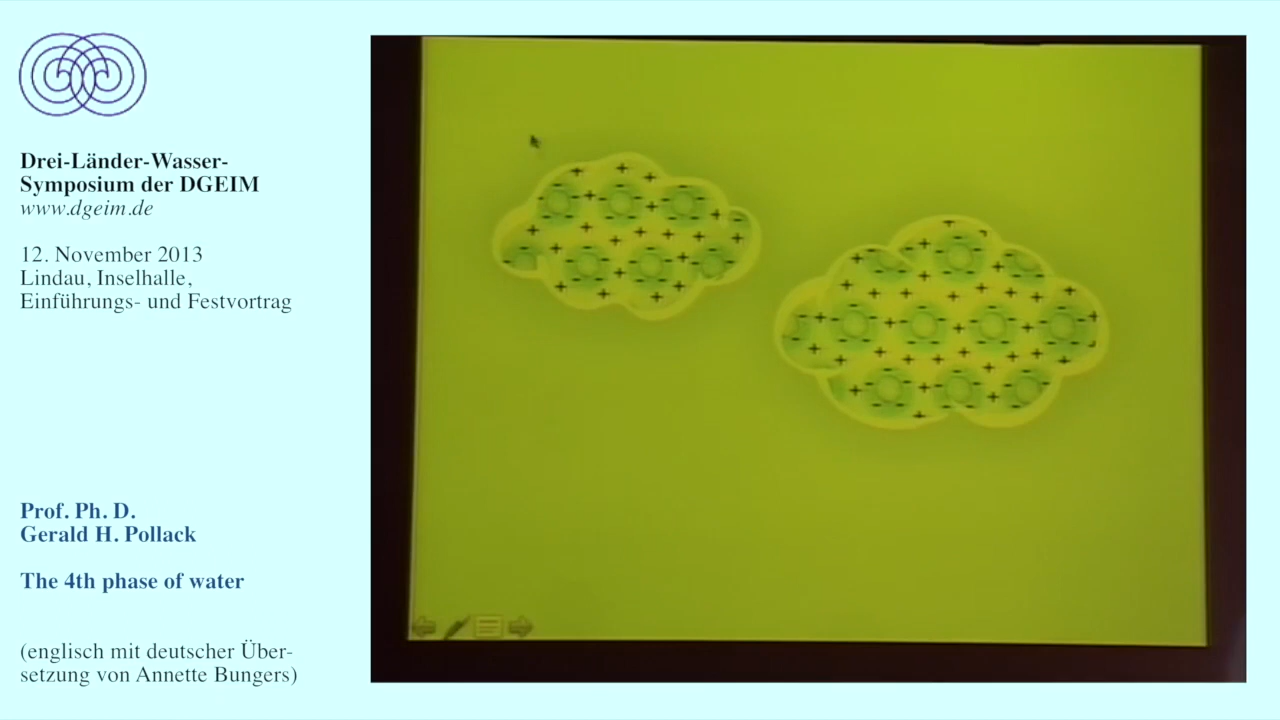 Drei-Länder-Wasser-
Symposium der DGEIM
www.dgeim.de
12. November 2013
Lindau, Inselhalle,
Einführungs- und Festvortrag
Prof. Ph. D.
Gerald H. Pollack
The 4th phase of water
(englisch mit deutscher Über-
setzung von Annette Bungers)